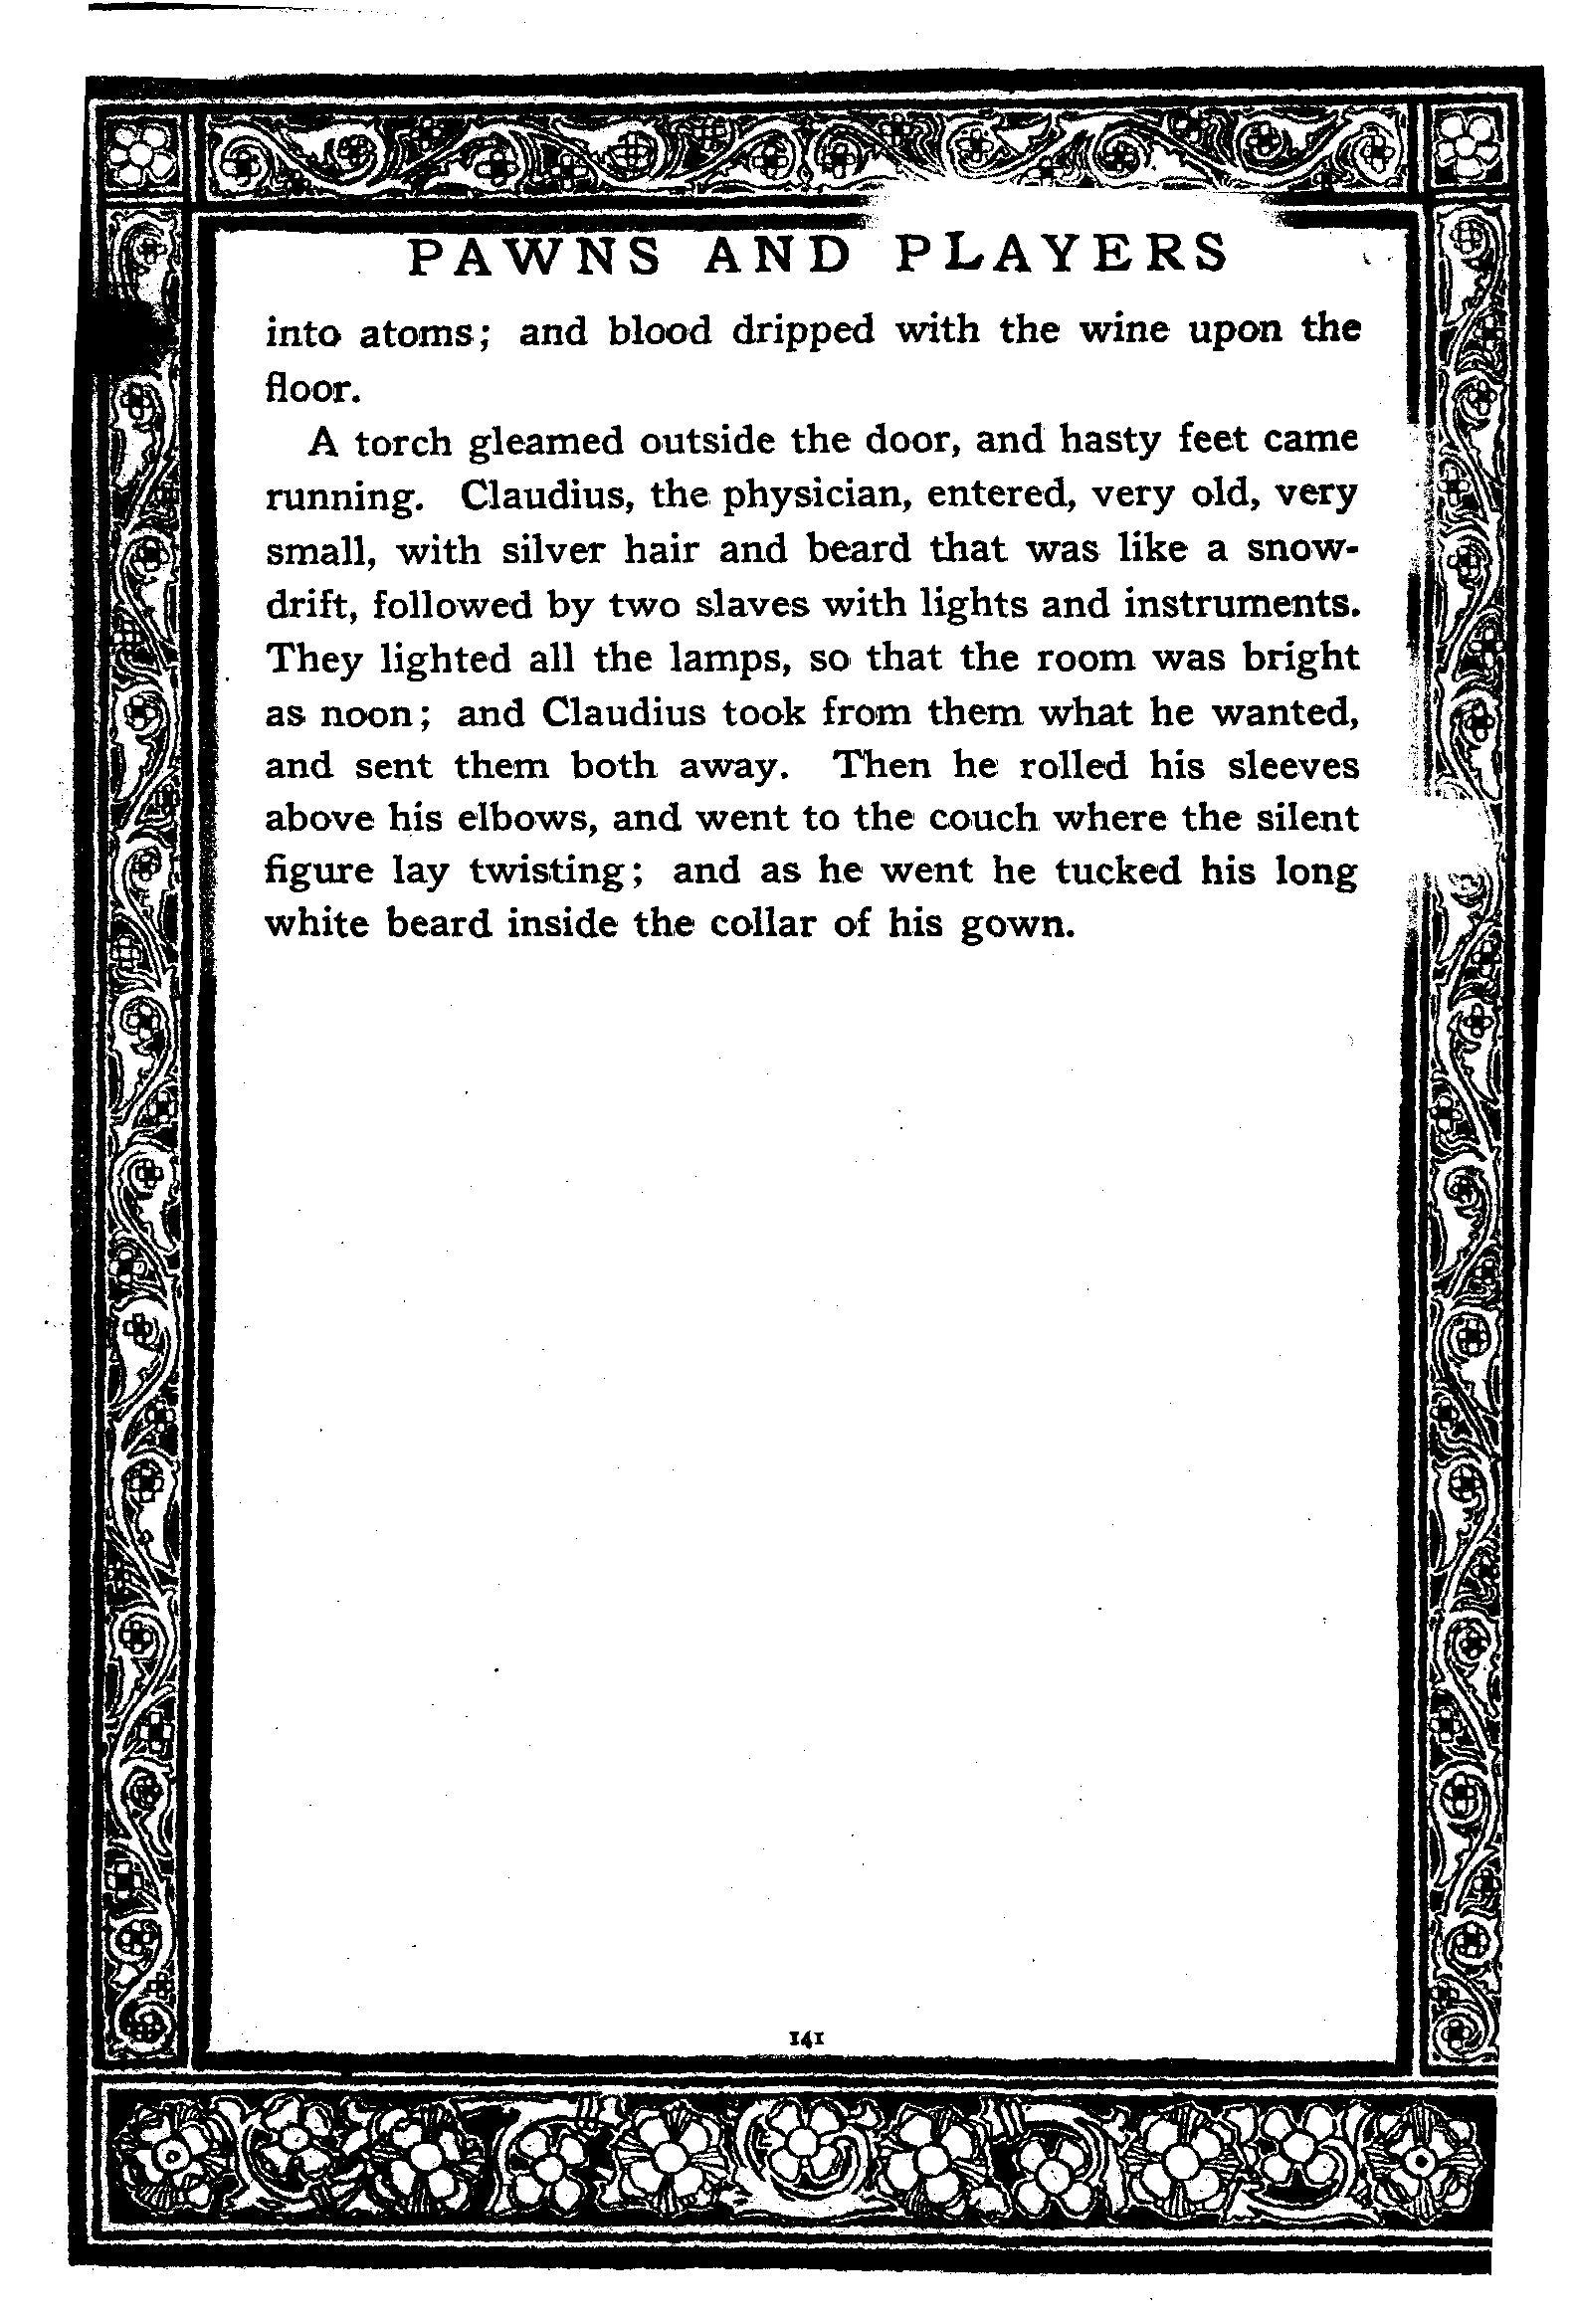 PAWNS AND PLAYERS
into atoms; and blood dripped with the wine upon the
floor.
A torch gleamed outside the door, and hasty feet came
running. Claudius, the physician, entered, very old, very
small, with silver hair and beard that was like a snow-
drift, followed by two slaves with lights and instruments.
They lighted all the lamps, so that the room was bright
as noon; and Claudius took from them what he wanted,
and sent them both away. Then he rolled his sleeves
above his elbows, and went to the couch where the silent
figure lay twisting; and as he went he tucked his long
white beard inside the collar of his gown.
141